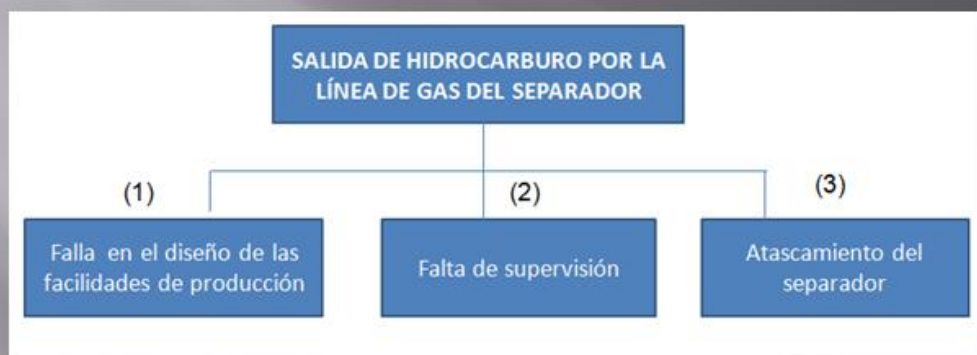 SALIDA DE HIDROCARBURO POR LA
LÍNEA DE GAS DEL SEPARADOR
(1)
(2)
(3)
Falla en el diseño de las
facilidades de producción
Falta de supervisión
Atascamiento del
separador